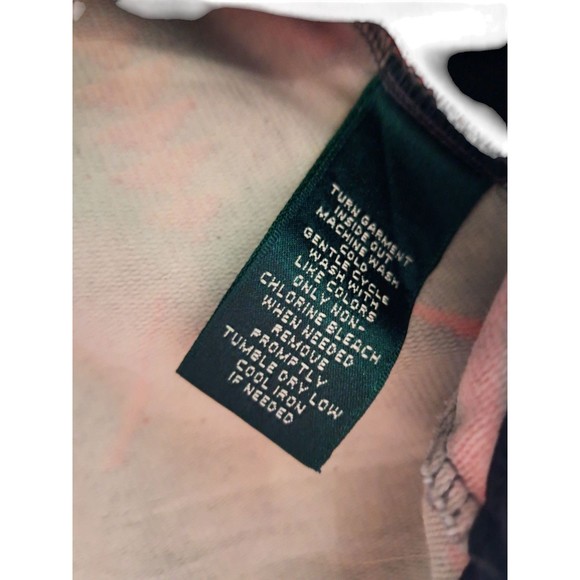 TURN GARMENT
INSIDE OUT
MACHINE WASH
COLD
GENTLE CYCLE
WASH WITH
LIKE COLORS
ONLY NON-
CHLORINE BLEACH
WHEN NEEDED
REMOVE
PROMPTLY
TUMBLE DRY LOW
COOL IRON
IF NEEDED